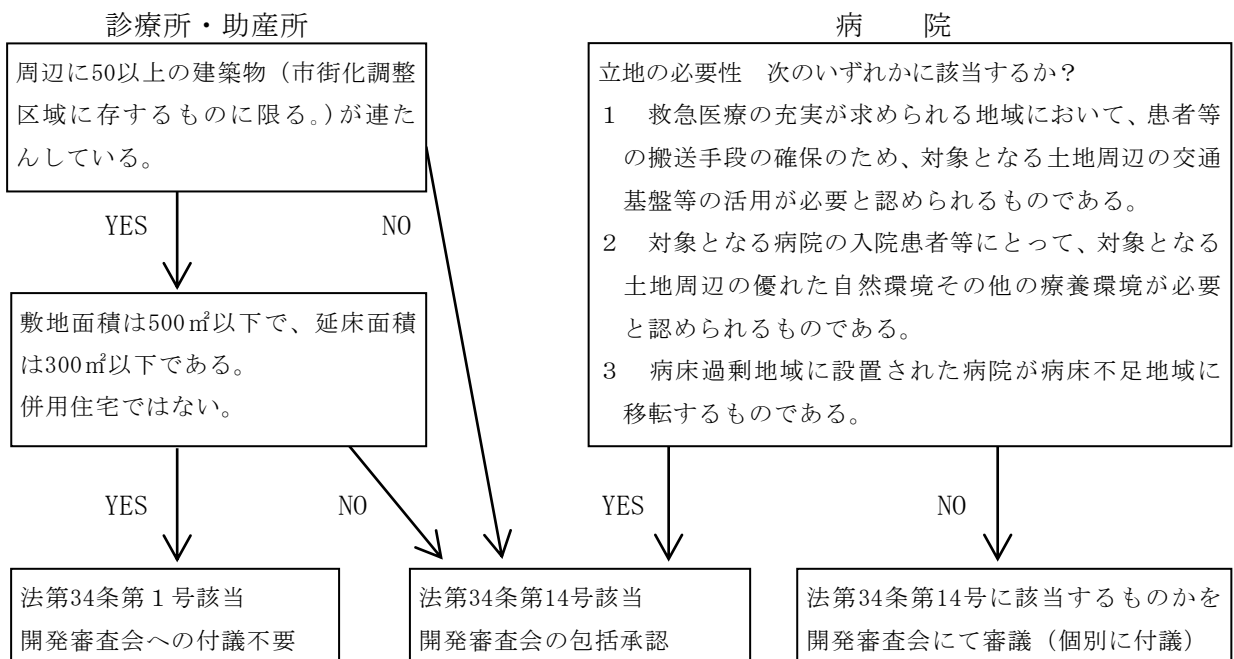 診療所・助産所
周辺に50以上の建築物（市街化調整
区域に存するものに限る。）が連た
んしている。
YES
NO
敷地面積は500㎡以下で、延床面積
は300㎡以下である。
併用住宅ではない。
YES
NO
法第34条第１号該当
開発審査会への付議不要
病　　院
立地の必要性　次のいずれかに該当するか？
１　救急医療の充実が求められる地域において、患者等
の搬送手段の確保のため、対象となる土地周辺の交通
基盤等の活用が必要と認められるものである。
２　対象となる病院の入院患者等にとって、対象となる
土地周辺の優れた自然環境その他の療養環境が必要
と認められるものである。
３　病床過剰地域に設置された病院が病床不足地域に
移転するものである。
YES
NO
法第34条第14号該当
開発審査会の包括承認
法第34条第14号に該当するものかを
開発審査会にて審議（個別に付議）